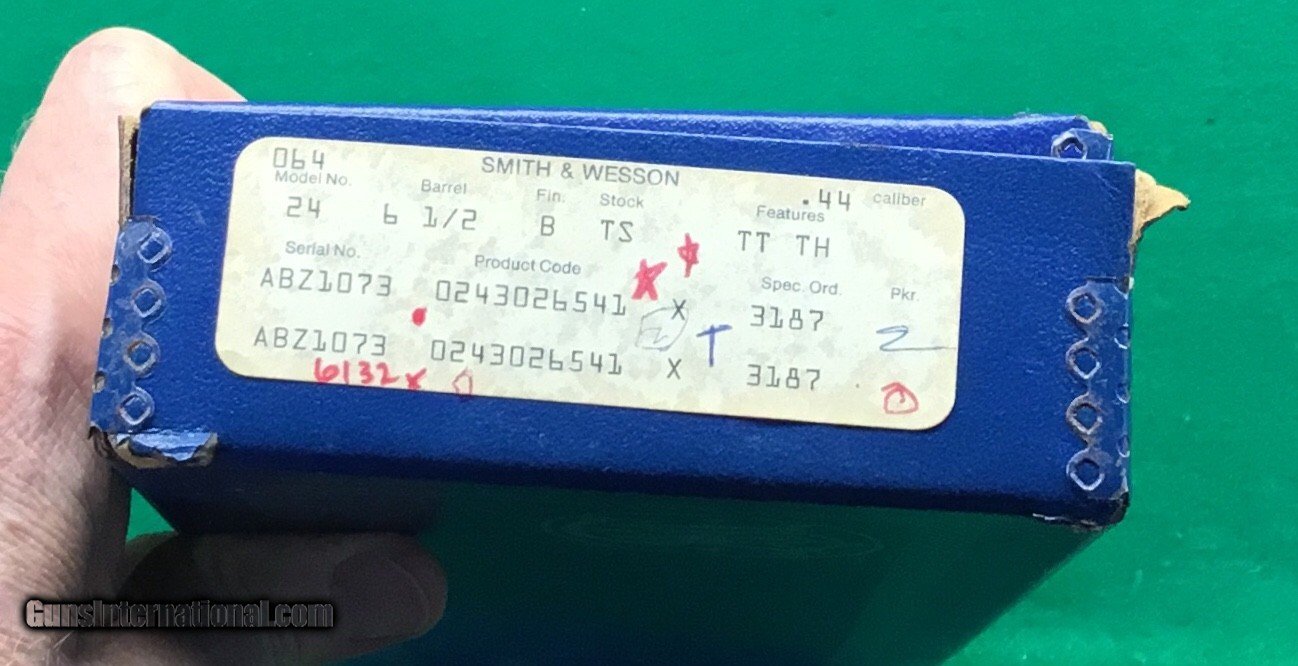 064 SMITH & WESSON .44 caliber
Model No. Barrel Fin. Stock Features
24 6 1/2 B TS TT TH
Serial No. Product Code Spec. Ord. Pkr.
ABZ1073 0243026541 X 3187 2
T
ABZ1073 0243026541 X 3187
6132x
GunsInternational.com